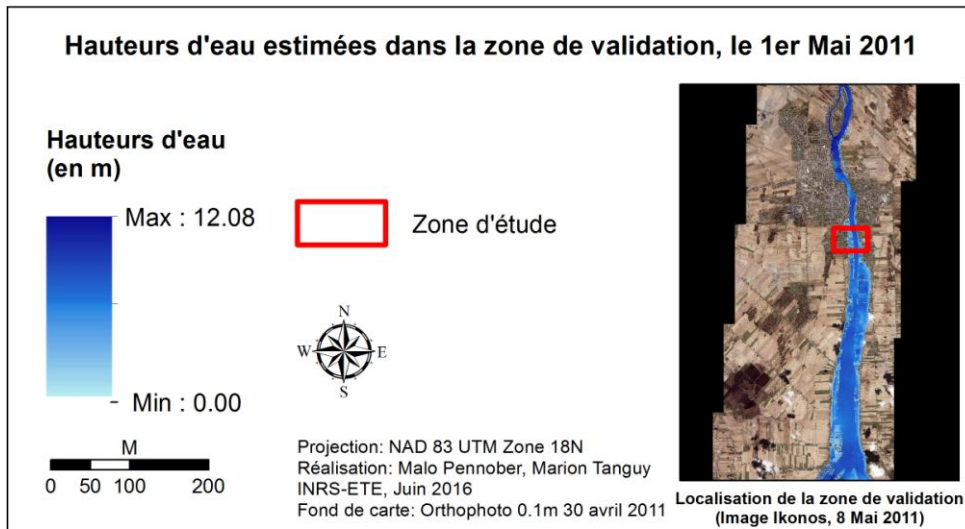 Hauteurs d'eau estimées dans la zone de validation, le 1er Mai 2011
Hauteurs d'eau
(en m)
Max : 12.08
Min : 0.00
Zone d'étude
N
W
E
S
M
0 50 100 200
Projection: NAD 83 UTM Zone 18N
Réalisation: Malo Pennober, Marion Tanguy
INRS-ETE, Juin 2016
Fond de carte: Orthophoto 0.1m 30 avril 2011
Localisation de la zone de validation
(Image Ikonos, 8 Mai 2011)